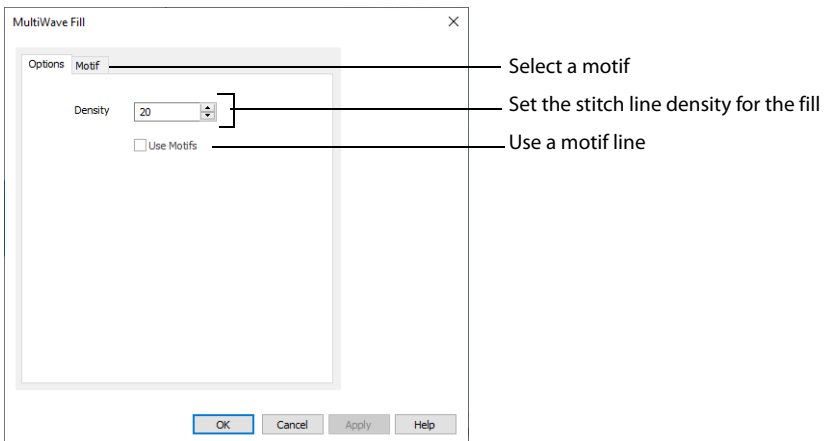 MultiWave Fill
Options Motif
Select a motif
Density 20
Set the stitch line density for the fill
Use Motifs
Use a motif line
OK Cancel Apply Help